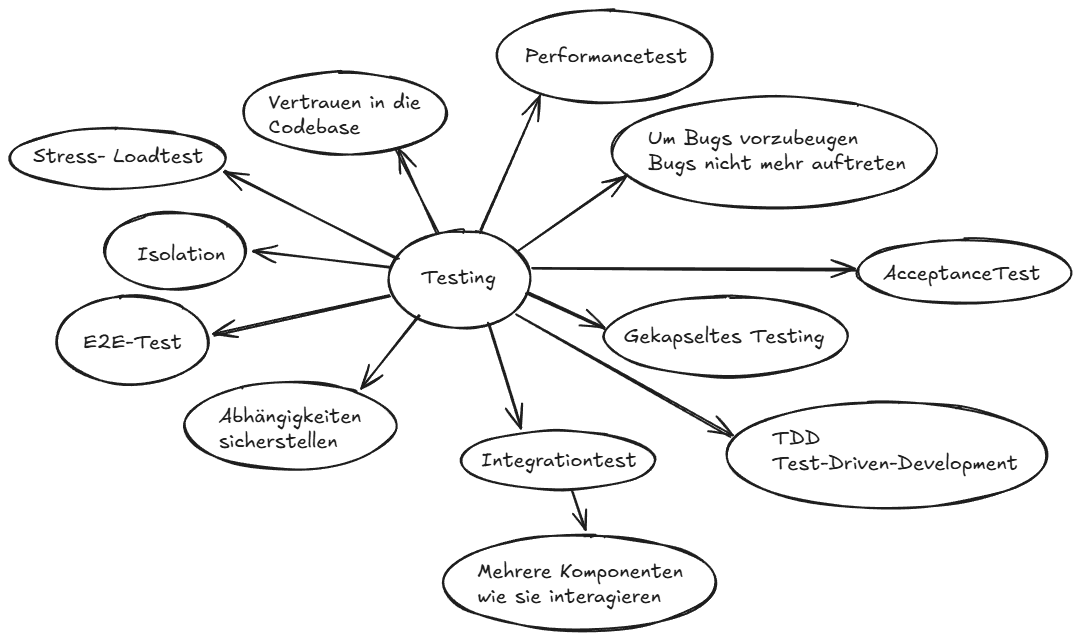 Performancetest
Vertrauen in die
Codebase
Um Bugs vorzubeugen
Bugs nicht mehr auftreten
Stress- Loadtest
Isolation
Testing
AcceptanceTest
E2E-Test
Gekapseltes Testing
Abhängigkeiten
sicherstellen
TDD
Test-Driven-Development
Integrationtest
Mehrere Komponenten
wie sie interagieren